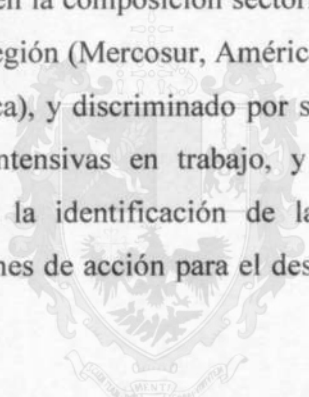 en la composición sector
egión (Mercosur, Améric
ca), y discriminado por s
ntensivas en trabajo, y
la identificación de la
nes de acción para el des